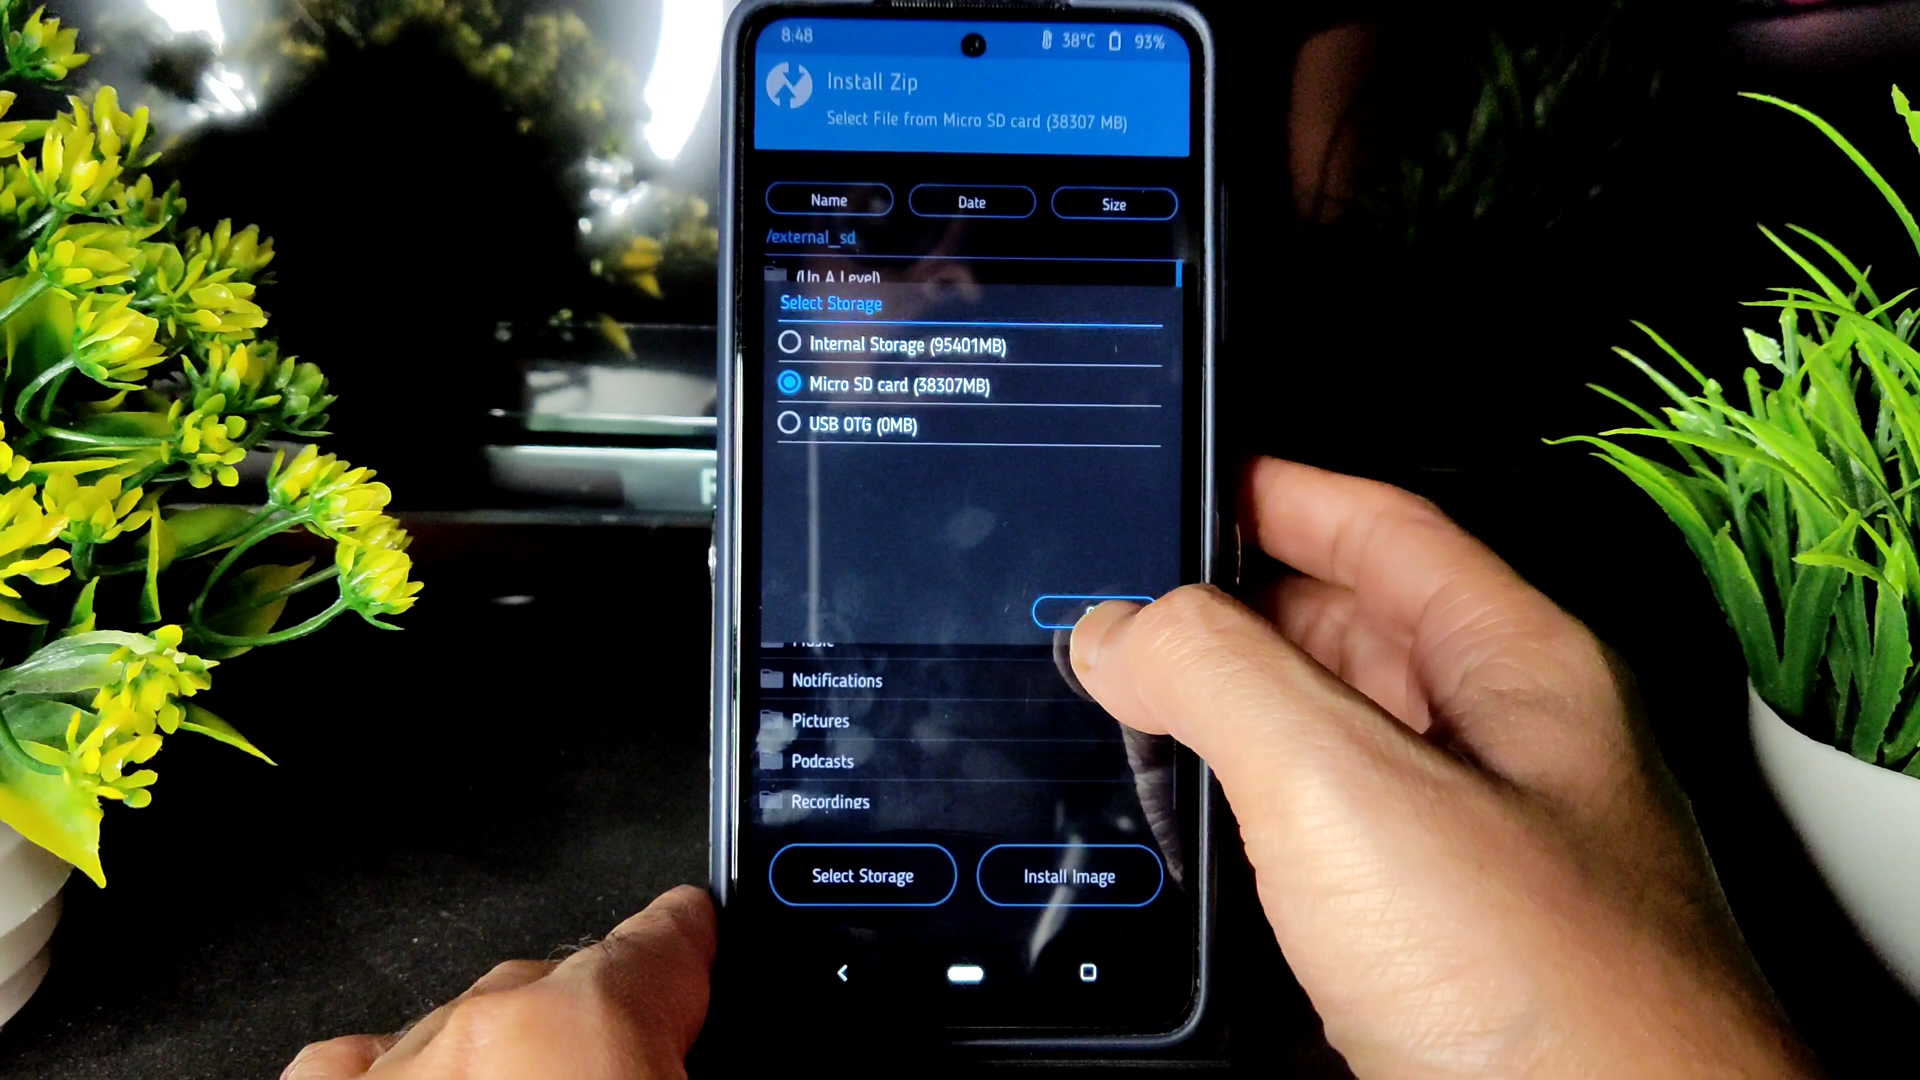 8:48
38°C
93%
Install Zip
Select File from Micro SD card (38307 MB)
Name
Date
Size
/external_sd
(Up A Level)
Select Storage
Internal Storage (95401MB)
Micro SD card (38307MB)
USB OTG (0MB)
Music
Notifications
Pictures
Podcasts
Recordings
Select Storage
Install Image